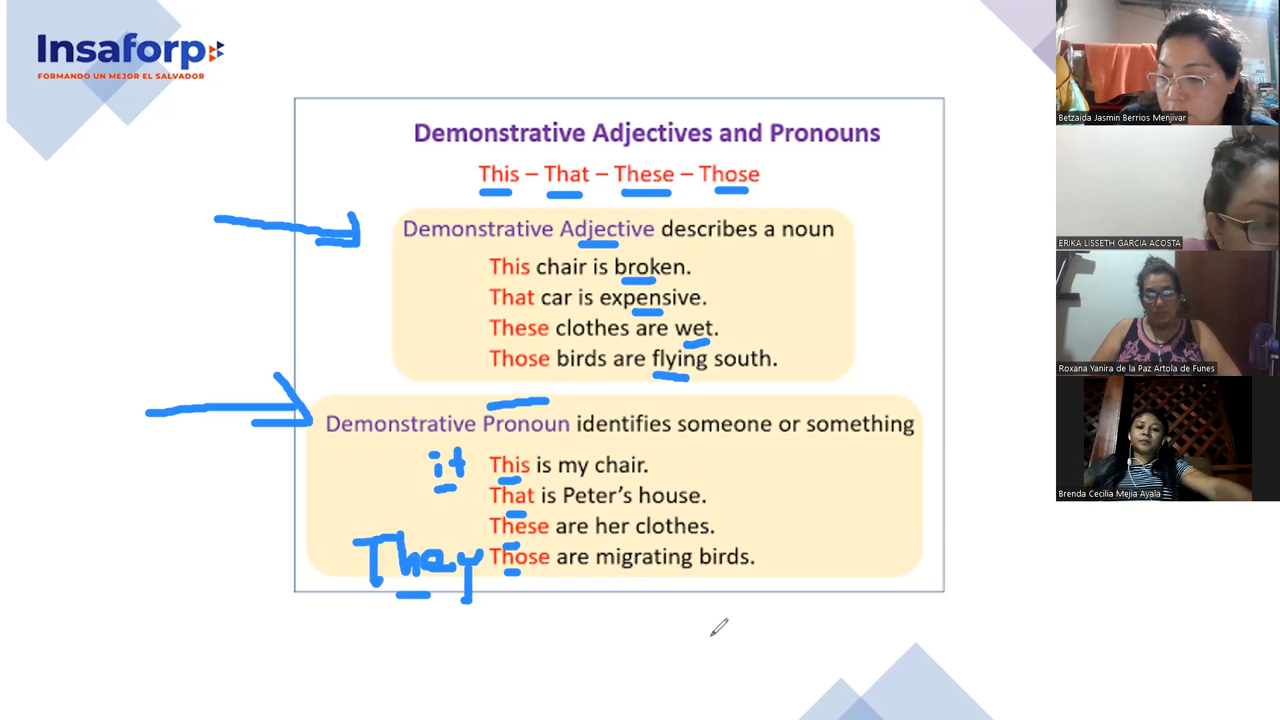 Insaforp
FORMANDO UN MEJOR EL SALVADOR
Demonstrative Adjectives and Pronouns
This – That – These – Those
Demonstrative Adjective describes a noun
This chair is broken.
That car is expensive.
These clothes are wet.
Those birds are flying south.
Demonstrative Pronoun identifies someone or something
it
This is my chair.
That is Peter's house.
These are her clothes.
They
Those are migrating birds.
Betzaida Jasmin Berrios Menjivar
ERIKA LISSETH GARCIA ACOSTA
Roxana Yanira de la Paz Artola de Funes
Brenda Cecilia Mejia Ayala